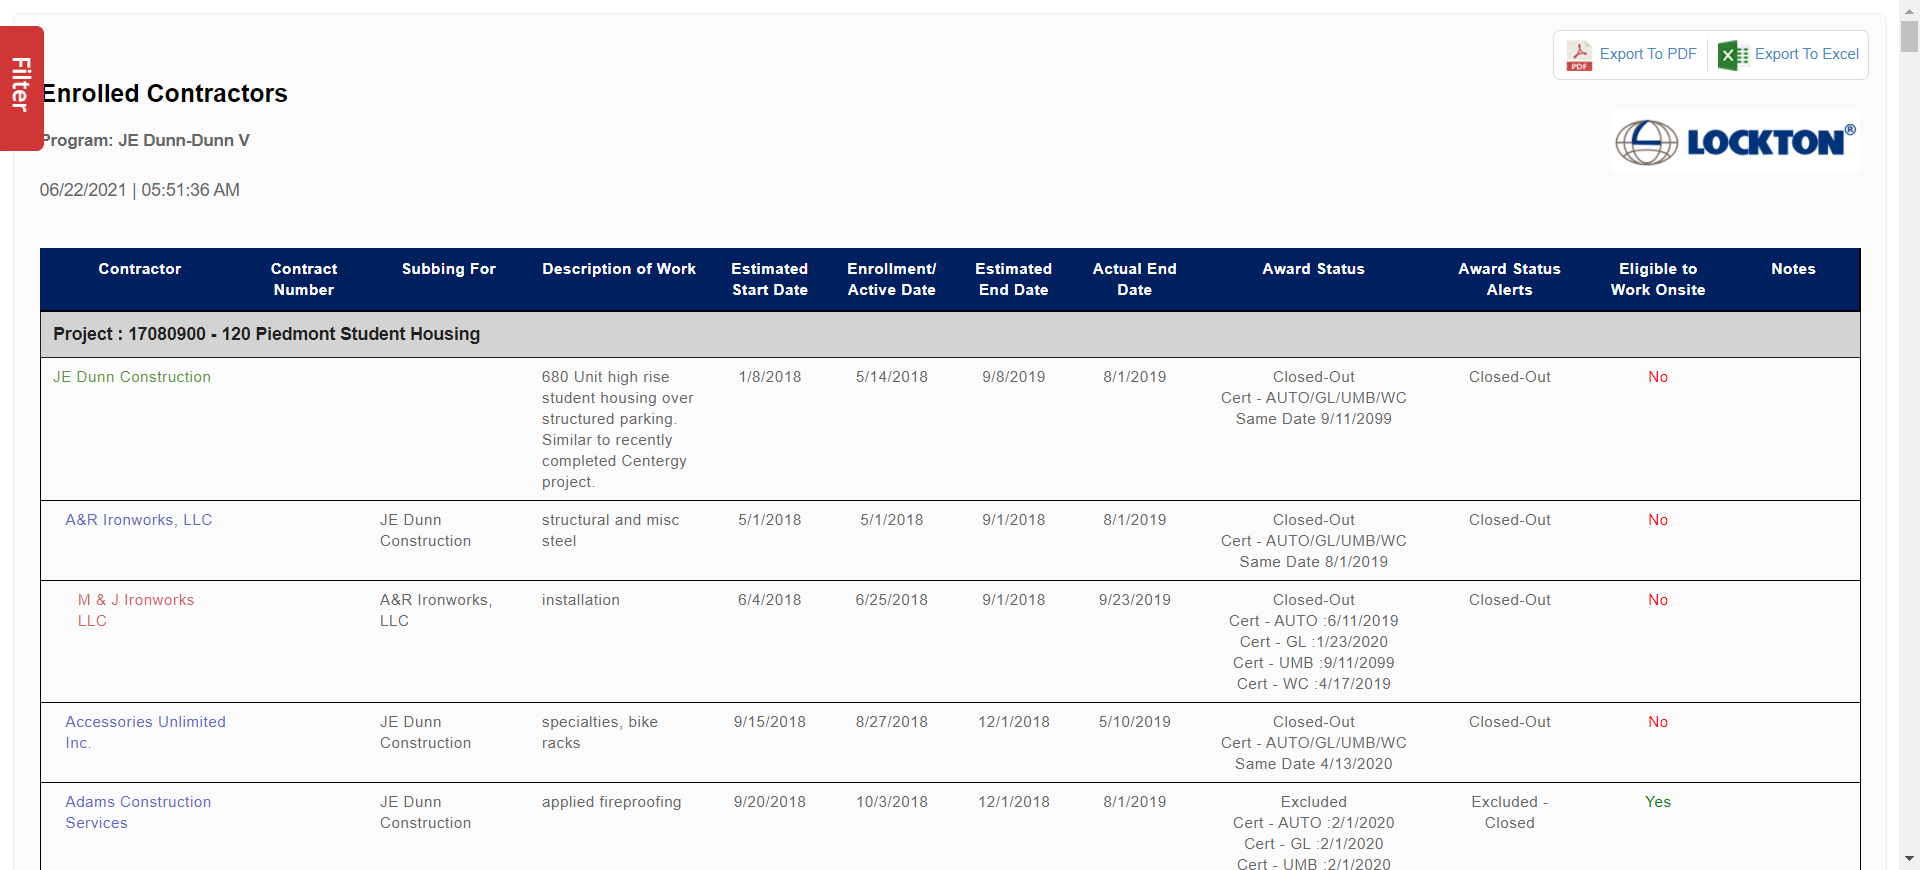 Filter
Export To PDF
Export To Excel
PDF
Enrolled Contractors
Program: JE Dunn-Dunn V
LOCKTON®
06/22/2021 | 05:51:36 AM
Contractor Contract Number Subbing For Description of Work Estimated Start Date Enrollment/ Active Date Estimated End Date Actual End Date Award Status Award Status Alerts Eligible to Work Onsite Notes
Project : 17080900 - 120 Piedmont Student Housing
JE Dunn Construction 680 Unit high rise 1/8/2018 5/14/2018 9/8/2019 8/1/2019 Closed-Out Closed-Out No
student housing over Cert - AUTO/GL/UMB/WC
structured parking. Same Date 9/11/2099
Similar to recently
completed Centergy
project.
A&R Ironworks, LLC JE Dunn structural and misc 5/1/2018 5/1/2018 9/1/2018 8/1/2019 Closed-Out Closed-Out No
Construction steel Cert - AUTO/GL/UMB/WC
Same Date 8/1/2019
M & J Ironworks A&R Ironworks, installation 6/4/2018 6/25/2018 9/1/2018 9/23/2019 Closed-Out Closed-Out No
LLC LLC Cert - AUTO :6/11/2019
Cert - GL :1/23/2020
Cert - UMB :9/11/2099
Cert - WC :4/17/2019
Accessories Unlimited JE Dunn specialties, bike 9/15/2018 8/27/2018 12/1/2018 5/10/2019 Closed-Out Closed-Out No
Inc. Construction racks Cert - AUTO/GL/UMB/WC
Same Date 4/13/2020
Adams Construction JE Dunn applied fireproofing 9/20/2018 10/3/2018 12/1/2018 8/1/2019 Excluded Excluded - Yes
Services Construction Cert - AUTO :2/1/2020 Closed
Cert - GL :2/1/2020
Cert - UMB :2/1/2020